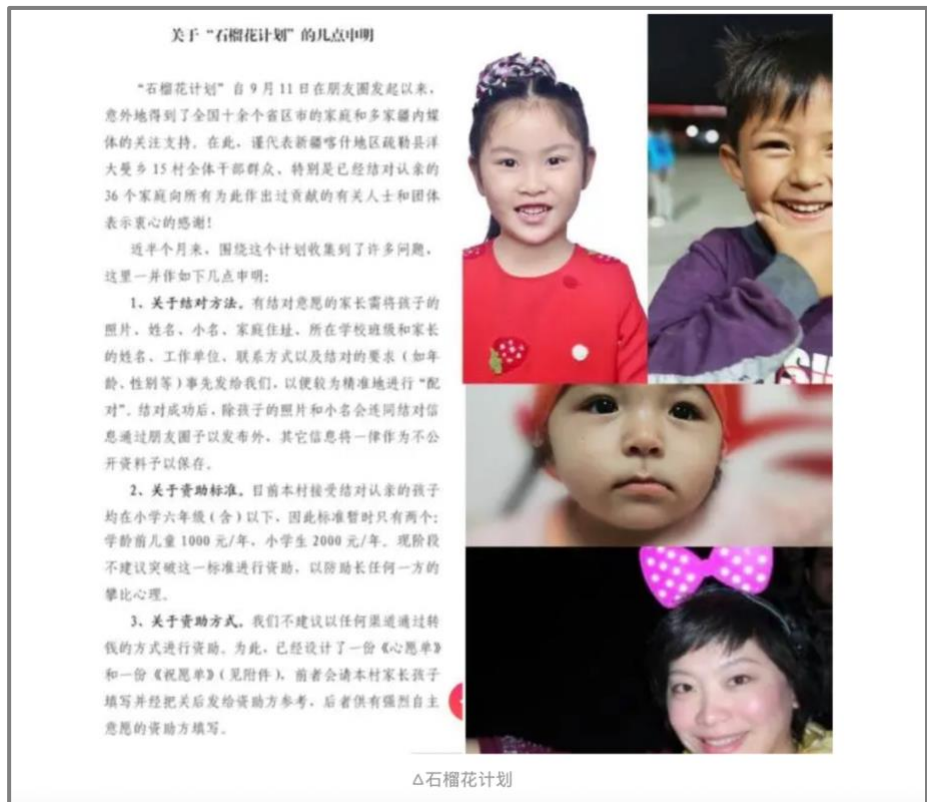 关于“石榴花计划”的几点申明
“石榴花计划”自9月11日在朋友圈发起以来,
意外地得到了全国十余个省区市的家庭和多家疆内媒
体的关注支持。在此,谨代表新疆喀什地区疏勒县洋
大曼乡15村全体干部群众、特别是已经结对认亲的
36个家庭向所有为此作出过贡献的有关人士和团体
表示衷心的感谢!
近半个月来,围绕这个计划收集到了许多问题,
这里一并作如下几点申明:
1、关于结对方法。有结对意愿的家长需将孩子的
照片、姓名、小名、家庭住址、所在学校班级和家长
的姓名、工作单位、联系方式以及结对的要求(如年
龄、性别等)事先发给我们,以便较为精准地进行“配
对”。结对成功后,除孩子的照片和小名会连同结对信
息通过朋友圈予以发布外,其它信息将一律作为不公
开资料予以保存。
2、关于资助标准。目前本村接受结对认亲的孩子
均在小学六年级(含)以下,因此标准暂时只有两个:
学龄前儿童1000元/年,小学生2000元/年。现阶段
不建议突破这一标准进行资助,以防助长任何一方的
攀比心理。
3、关于资助方式。我们不建议以任何渠道通过转
钱的方式进行资助。为此,已经设计了一份《心愿单》
和一份《祝愿单》(见附件),前者会请本村家长孩子
填写并经把关后发给资助方参考,后者供有强烈自主
意愿的资助方填写。
△石榴花计划